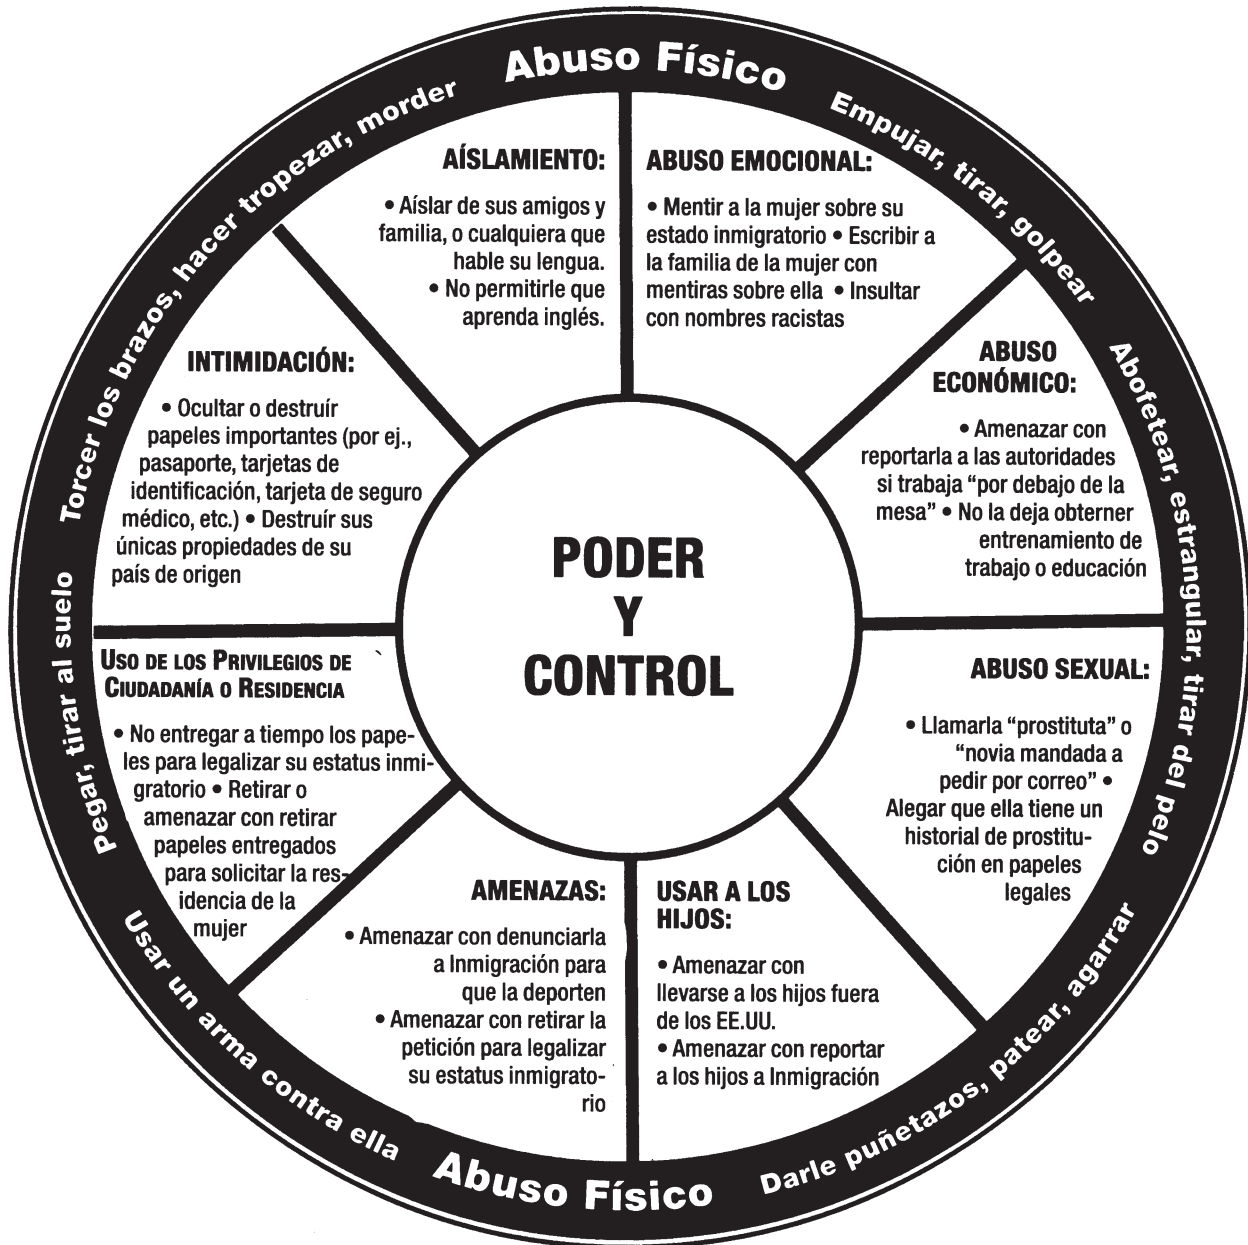 Abuso Físico
Empujar, tirar, golpear
Abofetear, estrangular, tirar del pelo
Darle puñetazos, patear, agarrar
Abuso Físico
Usar un arma contra ella
Pegar, tirar al suelo
Torcer los brazos, hacer tropezar, morder
AÍSLAMIENTO:
• Aíslar de sus amigos y
familia, o cualquiera que
hable su lengua.
• No permitirle que
aprenda inglés.
ABUSO EMOCIONAL:
• Mentir a la mujer sobre su
estado inmigratorio • Escribir a
la familia de la mujer con
mentiras sobre ella • Insultar
con nombres racistas
ABUSO
ECONÓMICO:
• Amenazar con
reportarla a las autoridades
si trabaja “por debajo de la
mesa” • No la deja obterner
entrenamiento de
trabajo o educación
ABUSO SEXUAL:
• Llamarla “prostituta” o
“novia mandada a
pedir por correo” •
Alegar que ella tiene un
historial de prostitu-
ción en papeles
legales
USAR A LOS
HIJOS:
• Amenazar con
llevarse a los hijos fuera
de los EE.UU.
• Amenazar con reportar
a los hijos a Inmigración
AMENAZAS:
• Amenazar con denunciarla
a Inmigración para
que la deporten
• Amenazar con retirar la
petición para legalizar
su estatus inmigrato-
rio
USO DE LOS PRIVILEGIOS DE
CIUDADANÍA O RESIDENCIA
• No entregar a tiempo los pape-
les para legalizar su estatus inmi-
gratorio • Retirar o
amenazar con retirar
papeles entregados
para solicitar la res-
idencia de la
mujer
INTIMIDACIÓN:
• Ocultar o destruír
papeles importantes (por ej.,
pasaporte, tarjetas de
identificación, tarjeta de seguro
médico, etc.) • Destruír sus
únicas propiedades de su
país de origen
PODER
Y
CONTROL